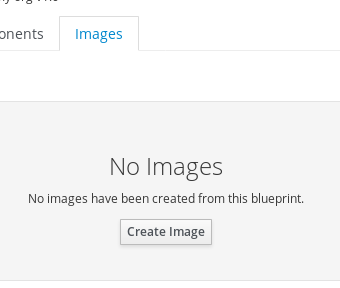 onents Images
No Images
No images have been created from this blueprint.
Create Image